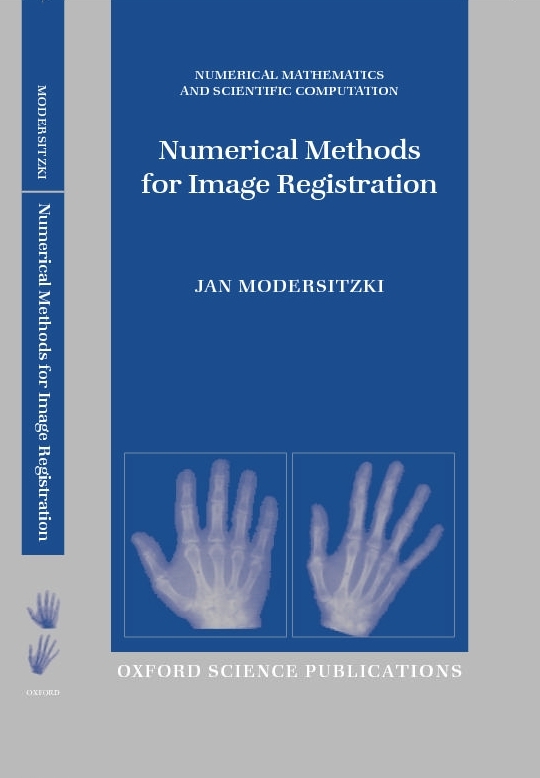 MODERSITZKI
Numerical Methods for Image Registration
OXFORD
NUMERICAL MATHEMATICS
AND SCIENTIFIC COMPUTATION
Numerical Methods
for Image Registration
JAN MODERSITZKI
OXFORD SCIENCE PUBLICATIONS